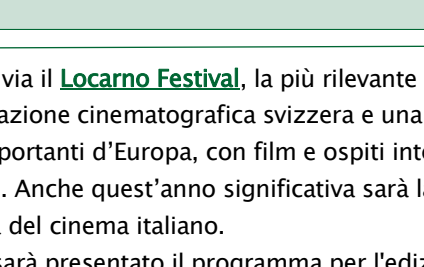 via il Locarno Festival, la più rilevante
azione cinematografica svizzera e una
portanti d’Europa, con film e ospiti int
. Anche quest’anno significativa sarà l
del cinema italiano.
sarà presentato il programma per l'ediz